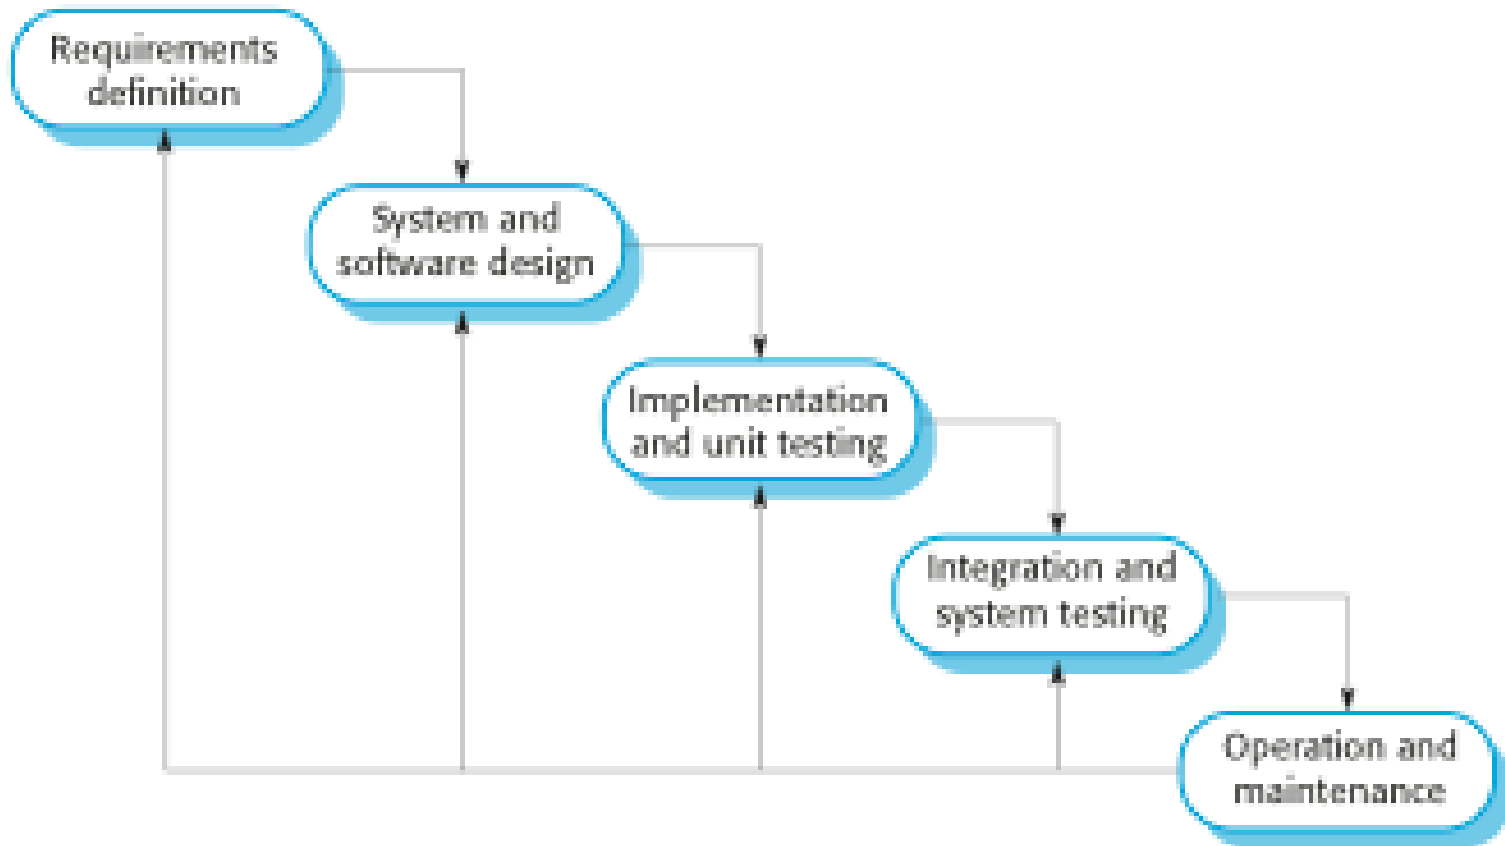 Requirements
definition
System and
software design
Implementation
and unit testing
Integration and
system testing
Operation and
maintenance